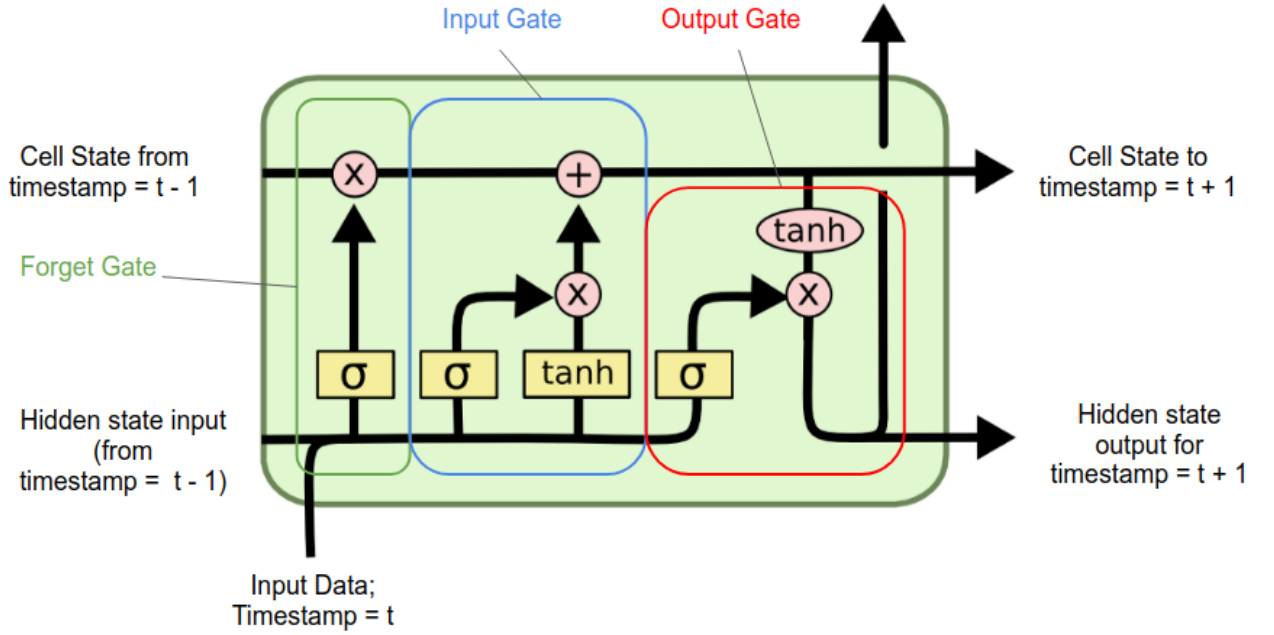 Input Gate
Output Gate
Cell State from
timestamp = t - 1
x
+
Cell State to
timestamp = t + 1
tanh
Forget Gate
x
x
σ
σ
tanh
σ
Hidden state input
(from
timestamp = t - 1)
Hidden state
output for
timestamp = t + 1
Input Data;
Timestamp = t